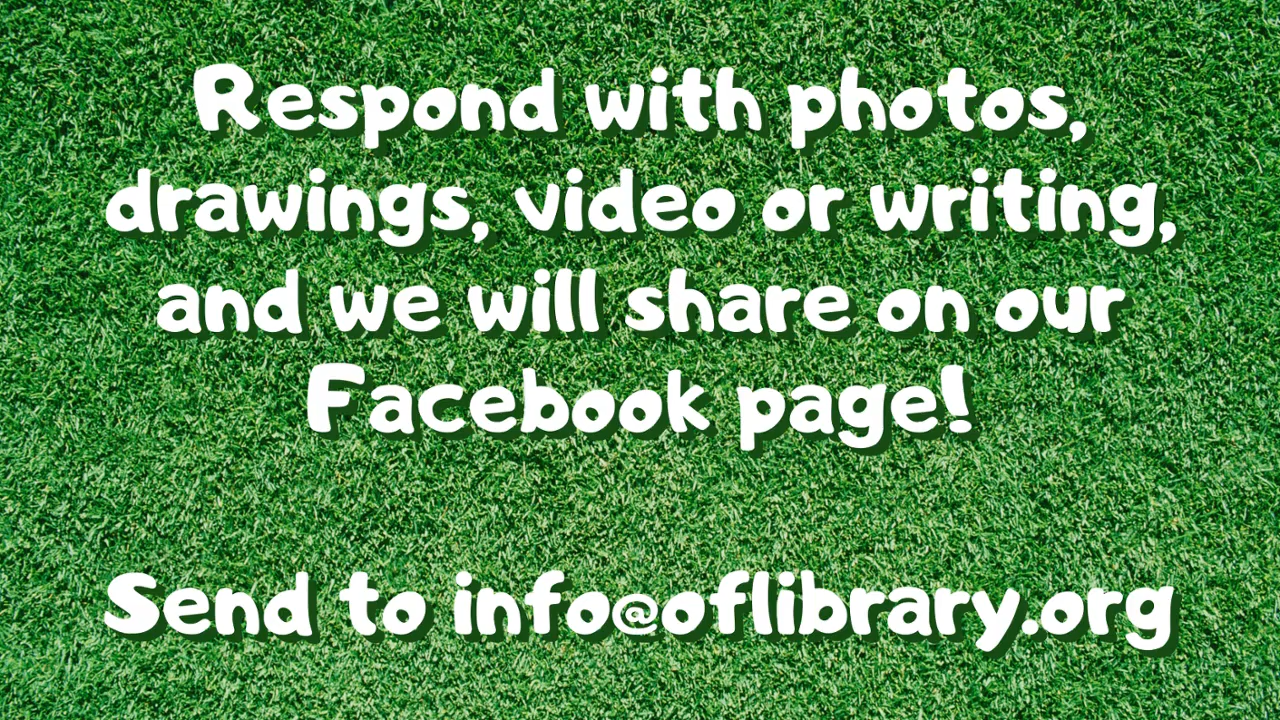 Respond with photos,
drawings, video or writing,
and we will share on our
Facebook page!
Send to info@oflibrary.org